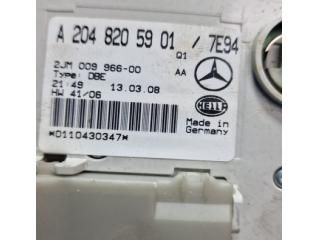 A 204 820 59 01 / 7E94
Q1
2JM 009 966-00 AA
Type: DBE
21:49 13.03.08
HW 41/06
HELLA
Made in
Germany
*0110430347*